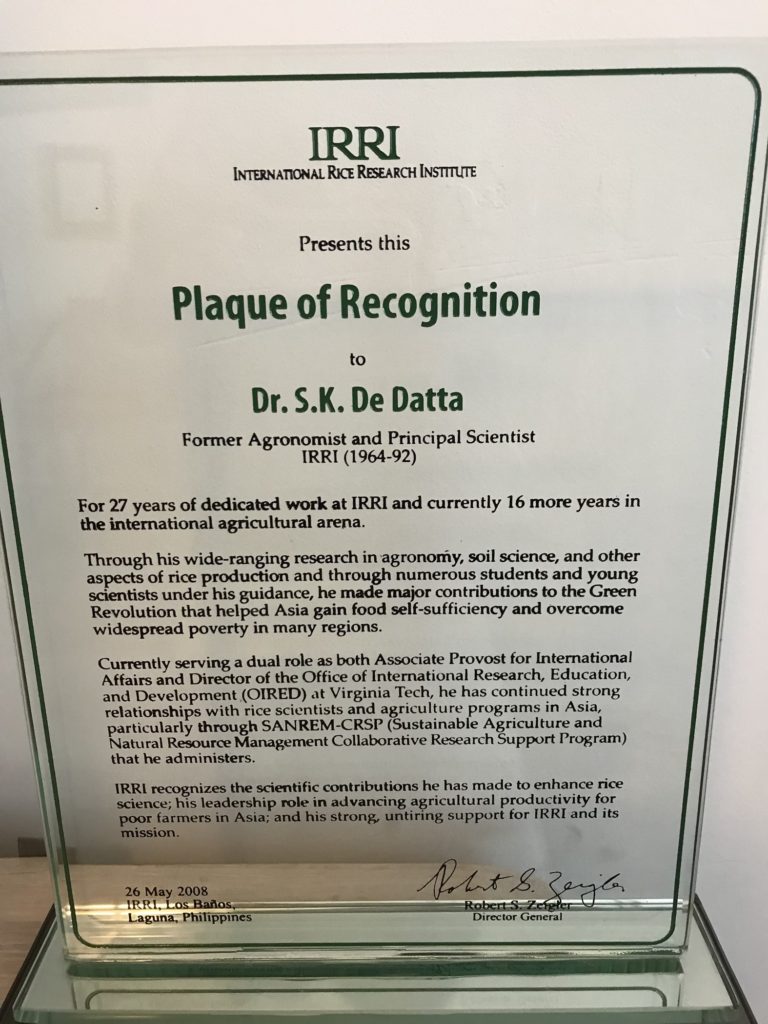 IRRI
INTERNATIONAL RICE RESEARCH INSTITUTE
Presents this
Plaque of Recognition
to
Dr. S.K. De Datta
Former Agronomist and Principal Scientist
IRRI (1964-92)
For 27 years of dedicated work at IRRI and currently 16 more years in
the international agricultural arena.
Through his wide-ranging research in agronomy, soil science, and other
aspects of rice production and through numerous students and young
scientists under his guidance, he made major contributions to the Green
Revolution that helped Asia gain food self-sufficiency and overcome
widespread poverty in many regions.
Currently serving a dual role as both Associate Provost for International
Affairs and Director of the Office of International Research, Education,
and Development (OIRED) at Virginia Tech, he has continued strong
relationships with rice scientists and agriculture programs in Asia,
particularly through SANREM-CRSP (Sustainable Agriculture and
Natural Resource Management Collaborative Research Support Program)
that he administers.
IRRI recognizes the scientific contributions he has made to enhance rice
science; his leadership role in advancing agricultural productivity for
poor farmers in Asia; and his strong, untiring support for IRRI and its
mission.
26 May 2008
IRRI, Los Baños,
Laguna, Philippines
Robert S. Zeigler
Robert S. Zeigler
Director General